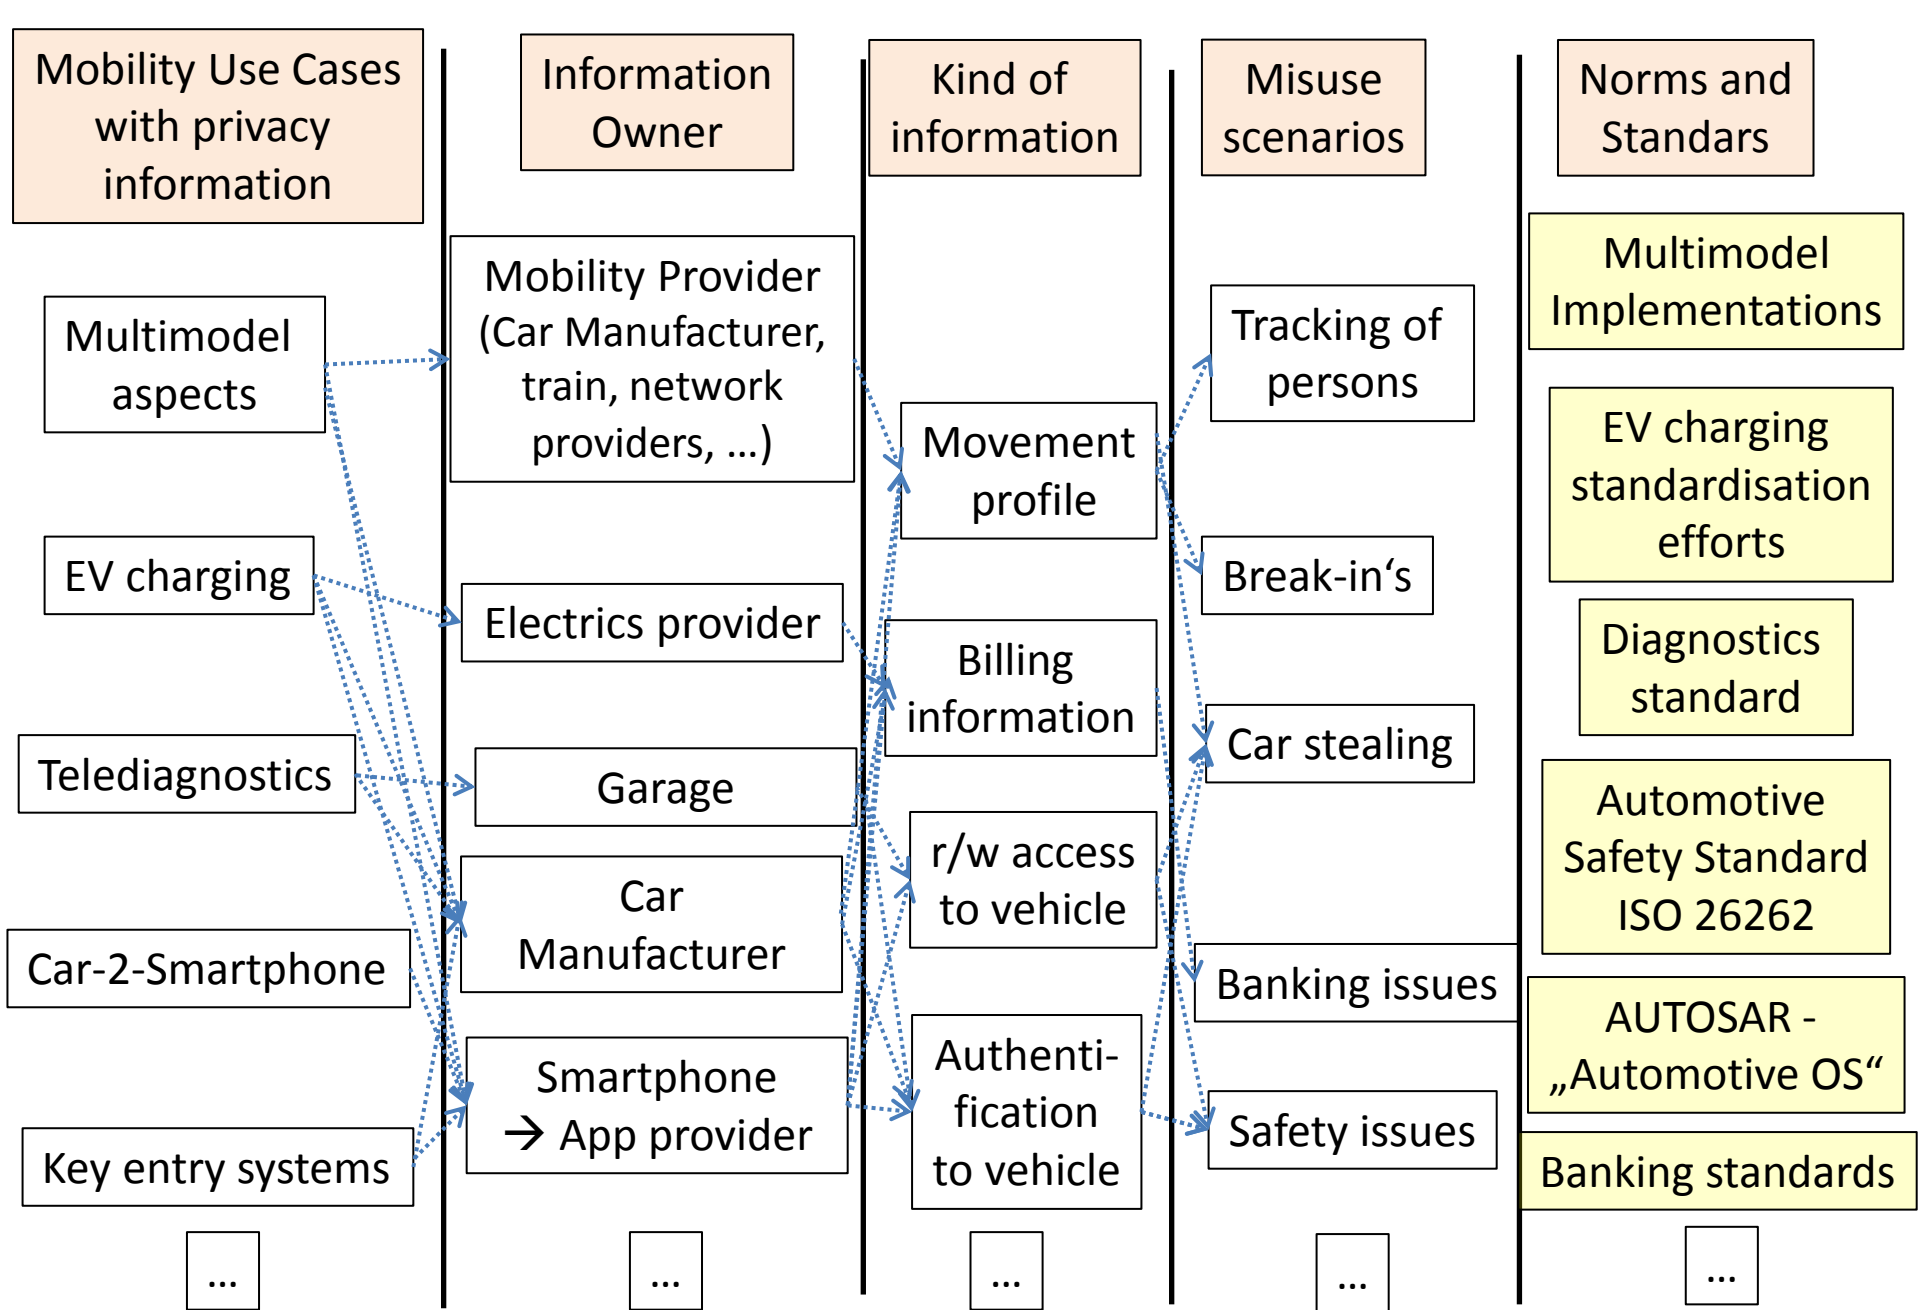 Mobility Use Cases
with privacy
information
Multimodel
aspects
EV charging
Telediagnostics
Car-2-Smartphone
Key entry systems
...
Information
Owner
Mobility Provider
(Car Manufacturer,
train, network
providers, ...)
Electrics provider
Garage
Car
Manufacturer
Smartphone
→ App provider
...
Kind of
information
Movement
profile
Billing
information
r/w access
to vehicle
Authenti-
fication
to vehicle
...
Misuse
scenarios
Tracking of
persons
Break-in‘s
Car stealing
Banking issues
Safety issues
...
Norms and
Standars
Multimodel
Implementations
EV charging
standardisation
efforts
Diagnostics
standard
Automotive
Safety Standard
ISO 26262
AUTOSAR -
„Automotive OS“
Banking standards
...